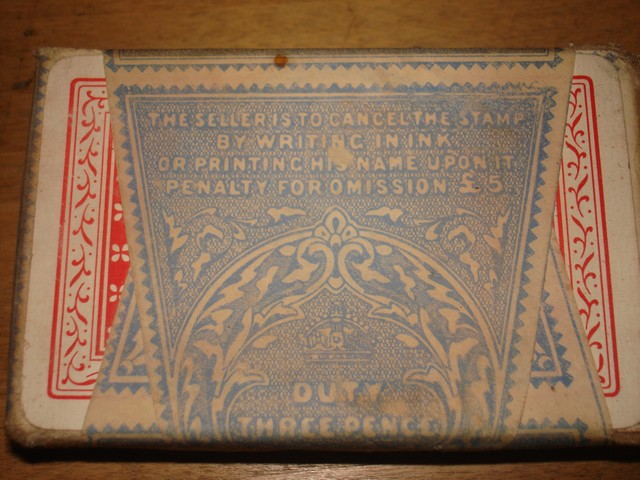 THE SELLER IS TO CANCEL THE STAMP
BY WRITING IN INK
OR PRINTING HIS NAME UPON IT
PENALTY FOR OMISSION £5.
DUTY
THREE PENCE